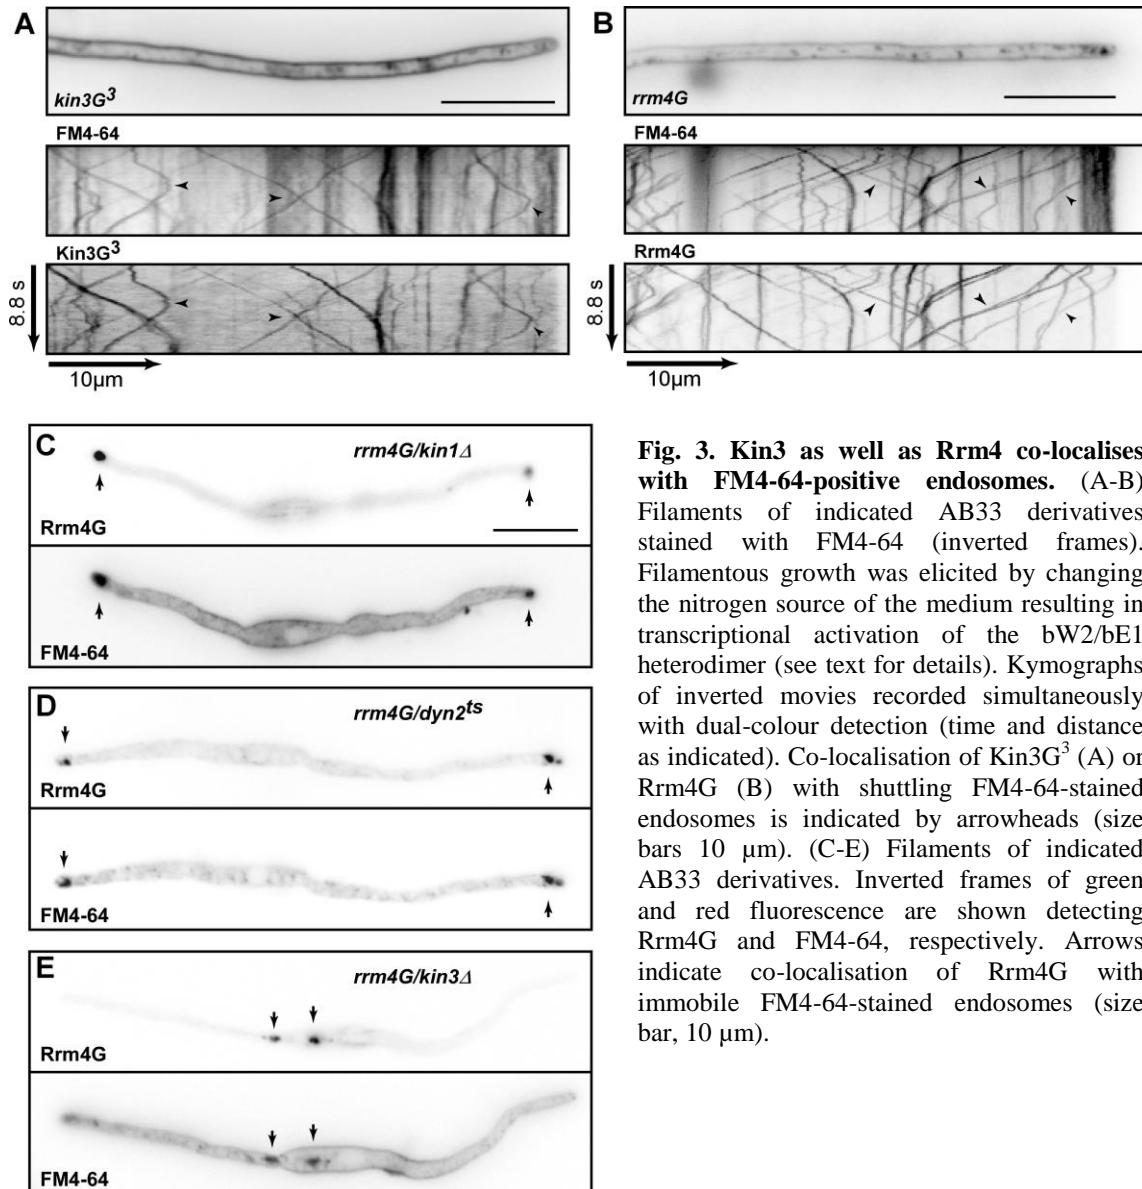 A
kin3G3
FM4-64
Kin3G3
8.8 s
10µm
B
rrm4G
FM4-64
Rrm4G
8.8 s
10µm
C
rrm4G/kin1Δ
Rrm4G
FM4-64
D
rrm4G/dyn2ts
Rrm4G
FM4-64
E
rrm4G/kin3Δ
Rrm4G
FM4-64
Fig. 3. Kin3 as well as Rrm4 co-localises
with FM4-64-positive endosomes. (A-B)
Filaments of indicated AB33 derivatives
stained with FM4-64 (inverted frames).
Filamentous growth was elicited by changing
the nitrogen source of the medium resulting in
transcriptional activation of the bW2/bE1
heterodimer (see text for details). Kymographs
of inverted movies recorded simultaneously
with dual-colour detection (time and distance
as indicated). Co-localisation of Kin3G3 (A) or
Rrm4G (B) with shuttling FM4-64-stained
endosomes is indicated by arrowheads (size
bars 10 µm). (C-E) Filaments of indicated
AB33 derivatives. Inverted frames of green
and red fluorescence are shown detecting
Rrm4G and FM4-64, respectively. Arrows
indicate co-localisation of Rrm4G with
immobile FM4-64-stained endosomes (size
bar, 10 µm).